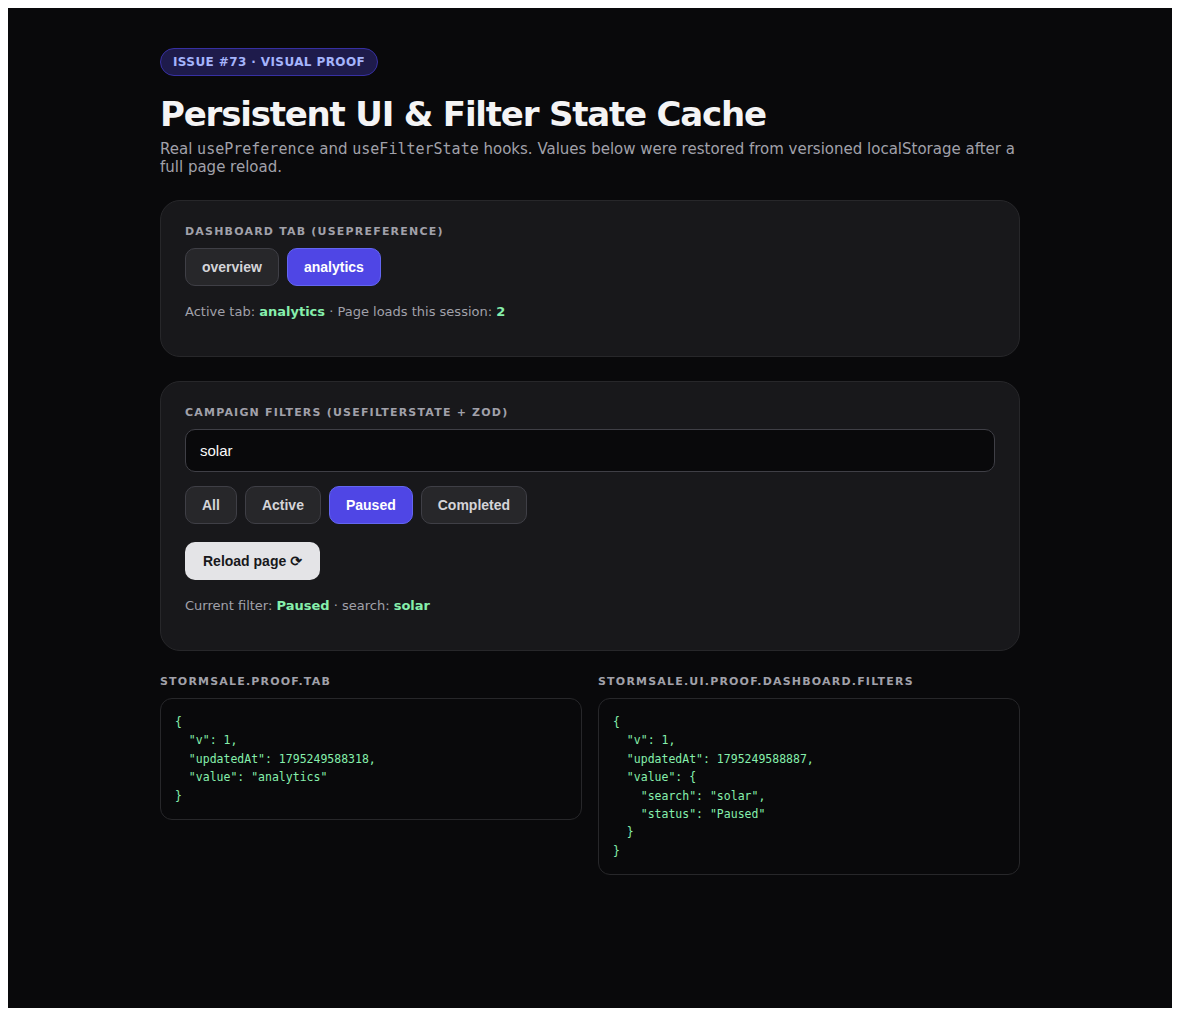 ISSUE #73 · VISUAL PROOF
Persistent UI & Filter State Cache
Real usePreference and useFilterState hooks. Values below were restored from versioned localStorage after a
full page reload.
DASHBOARD TAB (USEPREFERENCE)
overview analytics
Active tab: analytics · Page loads this session: 2
CAMPAIGN FILTERS (USEFILTERSTATE + ZOD)
solar
All Active Paused Completed
Reload page ⟳
Current filter: Paused · search: solar
STORMSALE.PROOF.TAB
{
  "v": 1,
  "updatedAt": 1795249588318,
  "value": "analytics"
}
STORMSALE.UI.PROOF.DASHBOARD.FILTERS
{
  "v": 1,
  "updatedAt": 1795249588887,
  "value": {
    "search": "solar",
    "status": "Paused"
  }
}